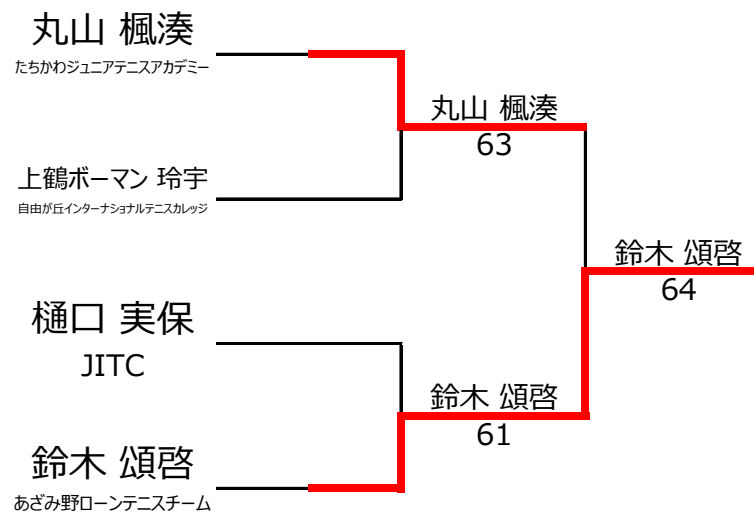 丸山 楓湊
たちかわジュニアテニスアカデミー
丸山 楓湊
63
上鶴ボーマン 玲宇
自由が丘インターナショナルテニスカレッジ
鈴木 頌啓
64
樋口 実保
JITC
鈴木 頌啓
61
鈴木 頌啓
あざみ野ローンテニスチーム